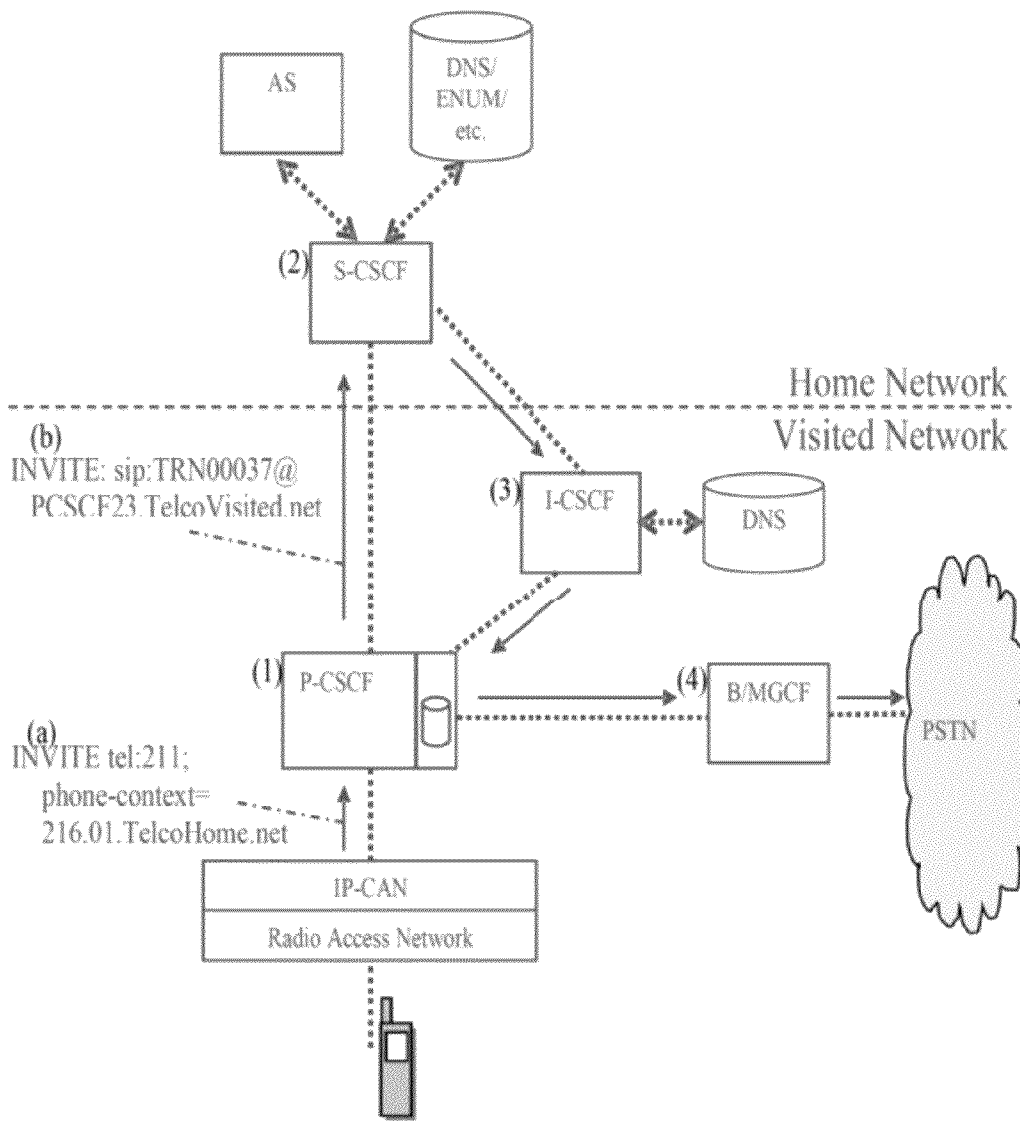 AS
DNS/
ENUM/
etc.
(2)
S-CSCF
Home Network
Visited Network
(b)
INVITE: sip:TRN00037@
PCSCF23.TelcoVisited.net
(3)
I-CSCF
DNS
(1)
P-CSCF
(4)
B/MGCF
PSTN
(a)
INVITE tel:211;
phone-context=
216.01.TelcoHome.net
IP-CAN
Radio Access Network